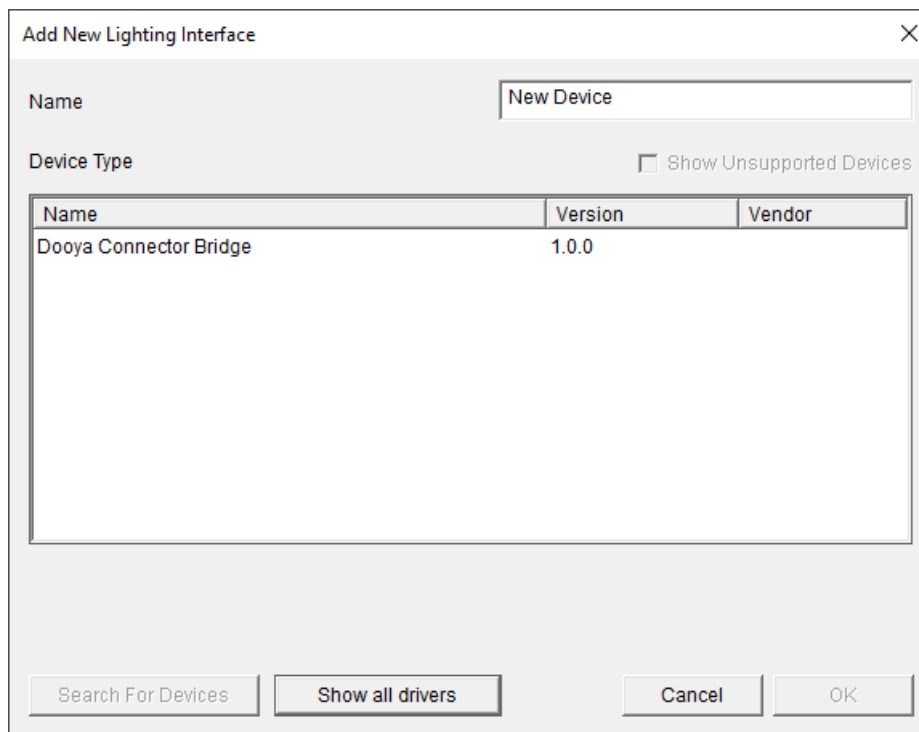 Add New Lighting Interface
Name New Device
Device Type Show Unsupported Devices
Name Version Vendor
Dooya Connector Bridge 1.0.0
Search For Devices Show all drivers Cancel OK